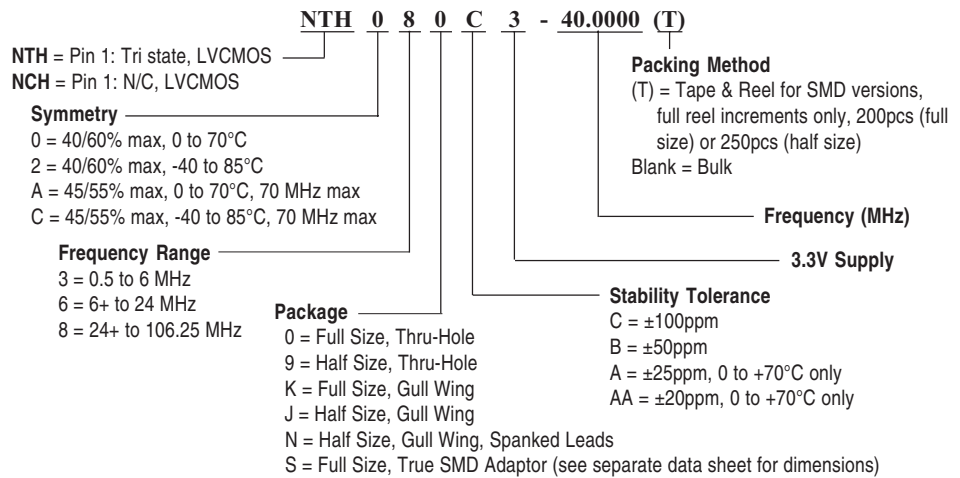 NTH 0 8 0 C 3 - 40.0000 (T)
NTH = Pin 1: Tri state, LVCMOS
NCH = Pin 1: N/C, LVCMOS
Symmetry
0 = 40/60% max, 0 to 70°C
2 = 40/60% max, -40 to 85°C
A = 45/55% max, 0 to 70°C, 70 MHz max
C = 45/55% max, -40 to 85°C, 70 MHz max
Frequency Range
3 = 0.5 to 6 MHz
6 = 6+ to 24 MHz
8 = 24+ to 106.25 MHz
Package
0 = Full Size, Thru-Hole
9 = Half Size, Thru-Hole
K = Full Size, Gull Wing
J = Half Size, Gull Wing
N = Half Size, Gull Wing, Spanked Leads
S = Full Size, True SMD Adaptor (see separate data sheet for dimensions)
Packing Method
(T) = Tape & Reel for SMD versions,
full reel increments only, 200pcs (full
size) or 250pcs (half size)
Blank = Bulk
Frequency (MHz)
3.3V Supply
Stability Tolerance
C = ±100ppm
B = ±50ppm
A = ±25ppm, 0 to +70°C only
AA = ±20ppm, 0 to +70°C only